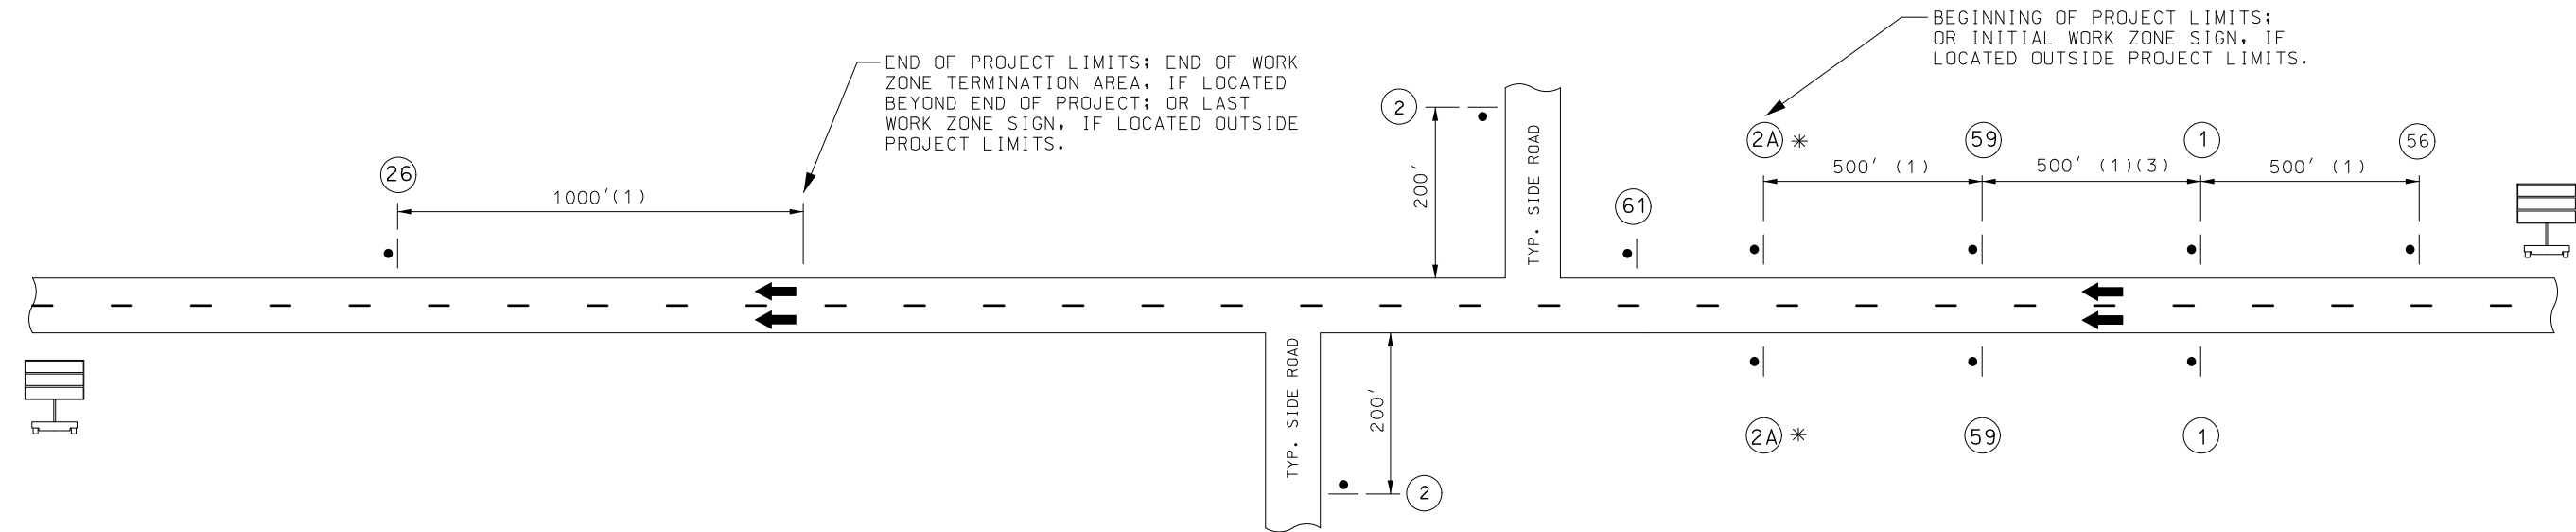 BEGINNING OF PROJECT LIMITS;
OR INITIAL WORK ZONE SIGN, IF
LOCATED OUTSIDE PROJECT LIMITS.
END OF PROJECT LIMITS; END OF WORK
ZONE TERMINATION AREA, IF LOCATED
BEYOND END OF PROJECT; OR LAST
WORK ZONE SIGN, IF LOCATED OUTSIDE
PROJECT LIMITS.
2
2A *
59
1
56
26
1000'(1)
200'
TYP. SIDE ROAD
61
500' (1)
500' (1)(3)
500' (1)
TYP. SIDE ROAD
200'
2
2A *
59
1